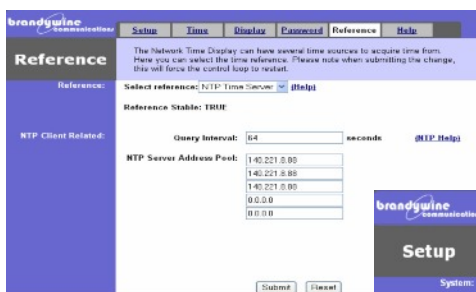 brandywine
communications
Setup Time Display Password Reference Help
Reference
The Network Time Display can have several time sources to acquire time from.
Here you can select the time reference. Please note when submitting the change,
this will force the control loop to restart.
Reference:
Select reference: NTP Time Server (Help)
Reference Stable: TRUE
NTP Client Related:
Query Interval: 64 seconds (NTP Help)
NTP Server Address Pool: 140.221.8.88
140.221.8.88
140.221.8.88
0.0.0.0
0.0.0.0
Submit Reset
brandywine
communications
Setup
System: